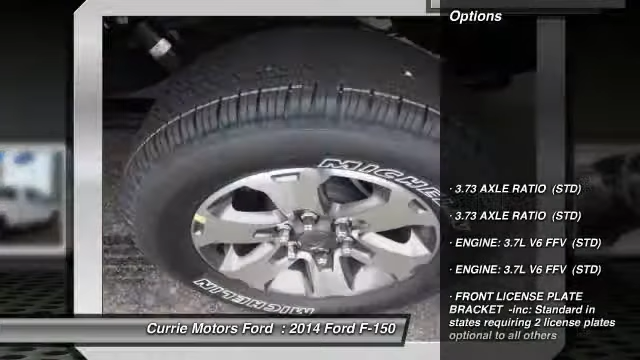 Options
MICHELIN
· 3.73 AXLE RATIO (STD)
· 3.73 AXLE RATIO (STD)
· ENGINE: 3.7L V6 FFV (STD)
· ENGINE: 3.7L V6 FFV (STD)
· FRONT LICENSE PLATE
BRACKET -inc: Standard in
states requiring 2 license plates
optional to all others
MICHELIN
Currie Motors Ford : 2014 Ford F-150